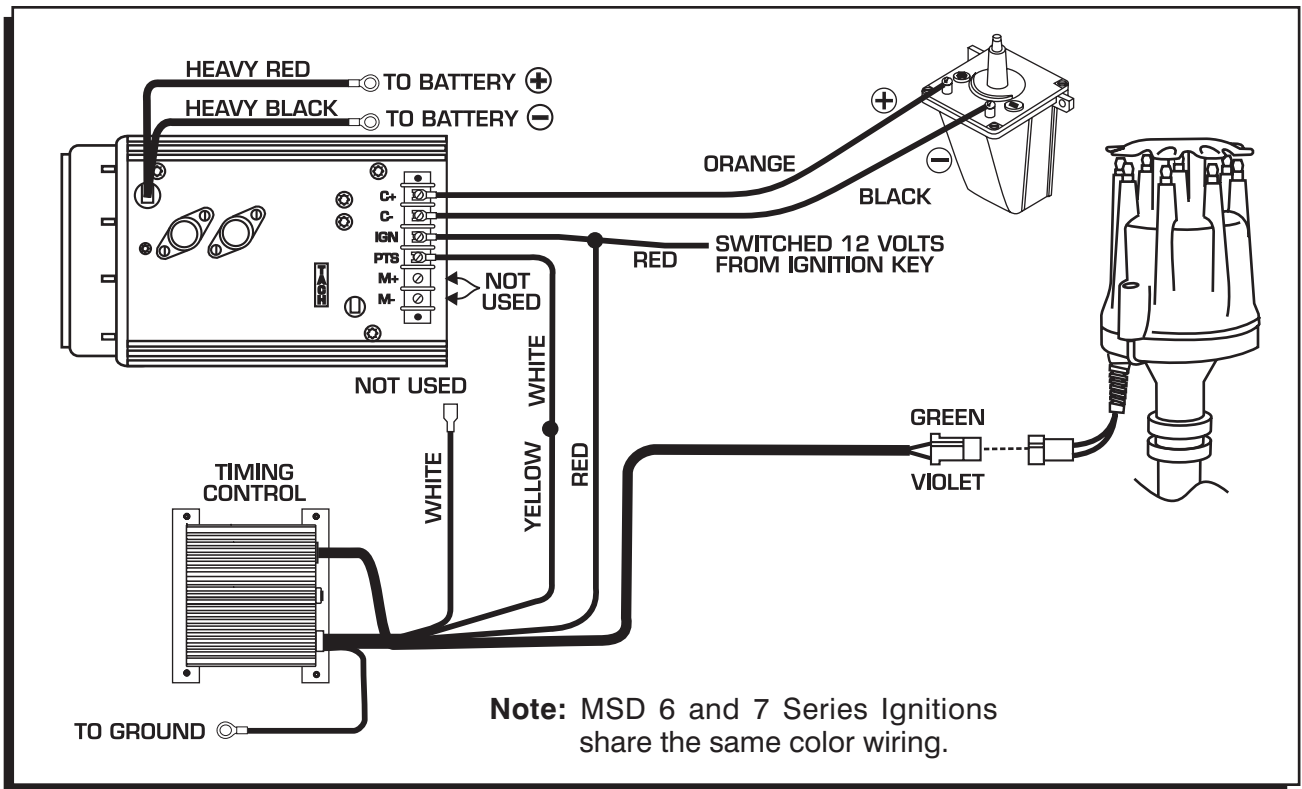 HEAVY RED
TO BATTERY +
HEAVY BLACK
TO BATTERY −
+
ORANGE
−
BLACK
C+
C-
IGN
PTS
M+
M-
TACH
RED
SWITCHED 12 VOLTS
FROM IGNITION KEY
NOT
USED
NOT USED
WHITE
YELLOW
RED
WHITE
GREEN
VIOLET
TIMING
CONTROL
TO GROUND
Note: MSD 6 and 7 Series Ignitions
share the same color wiring.